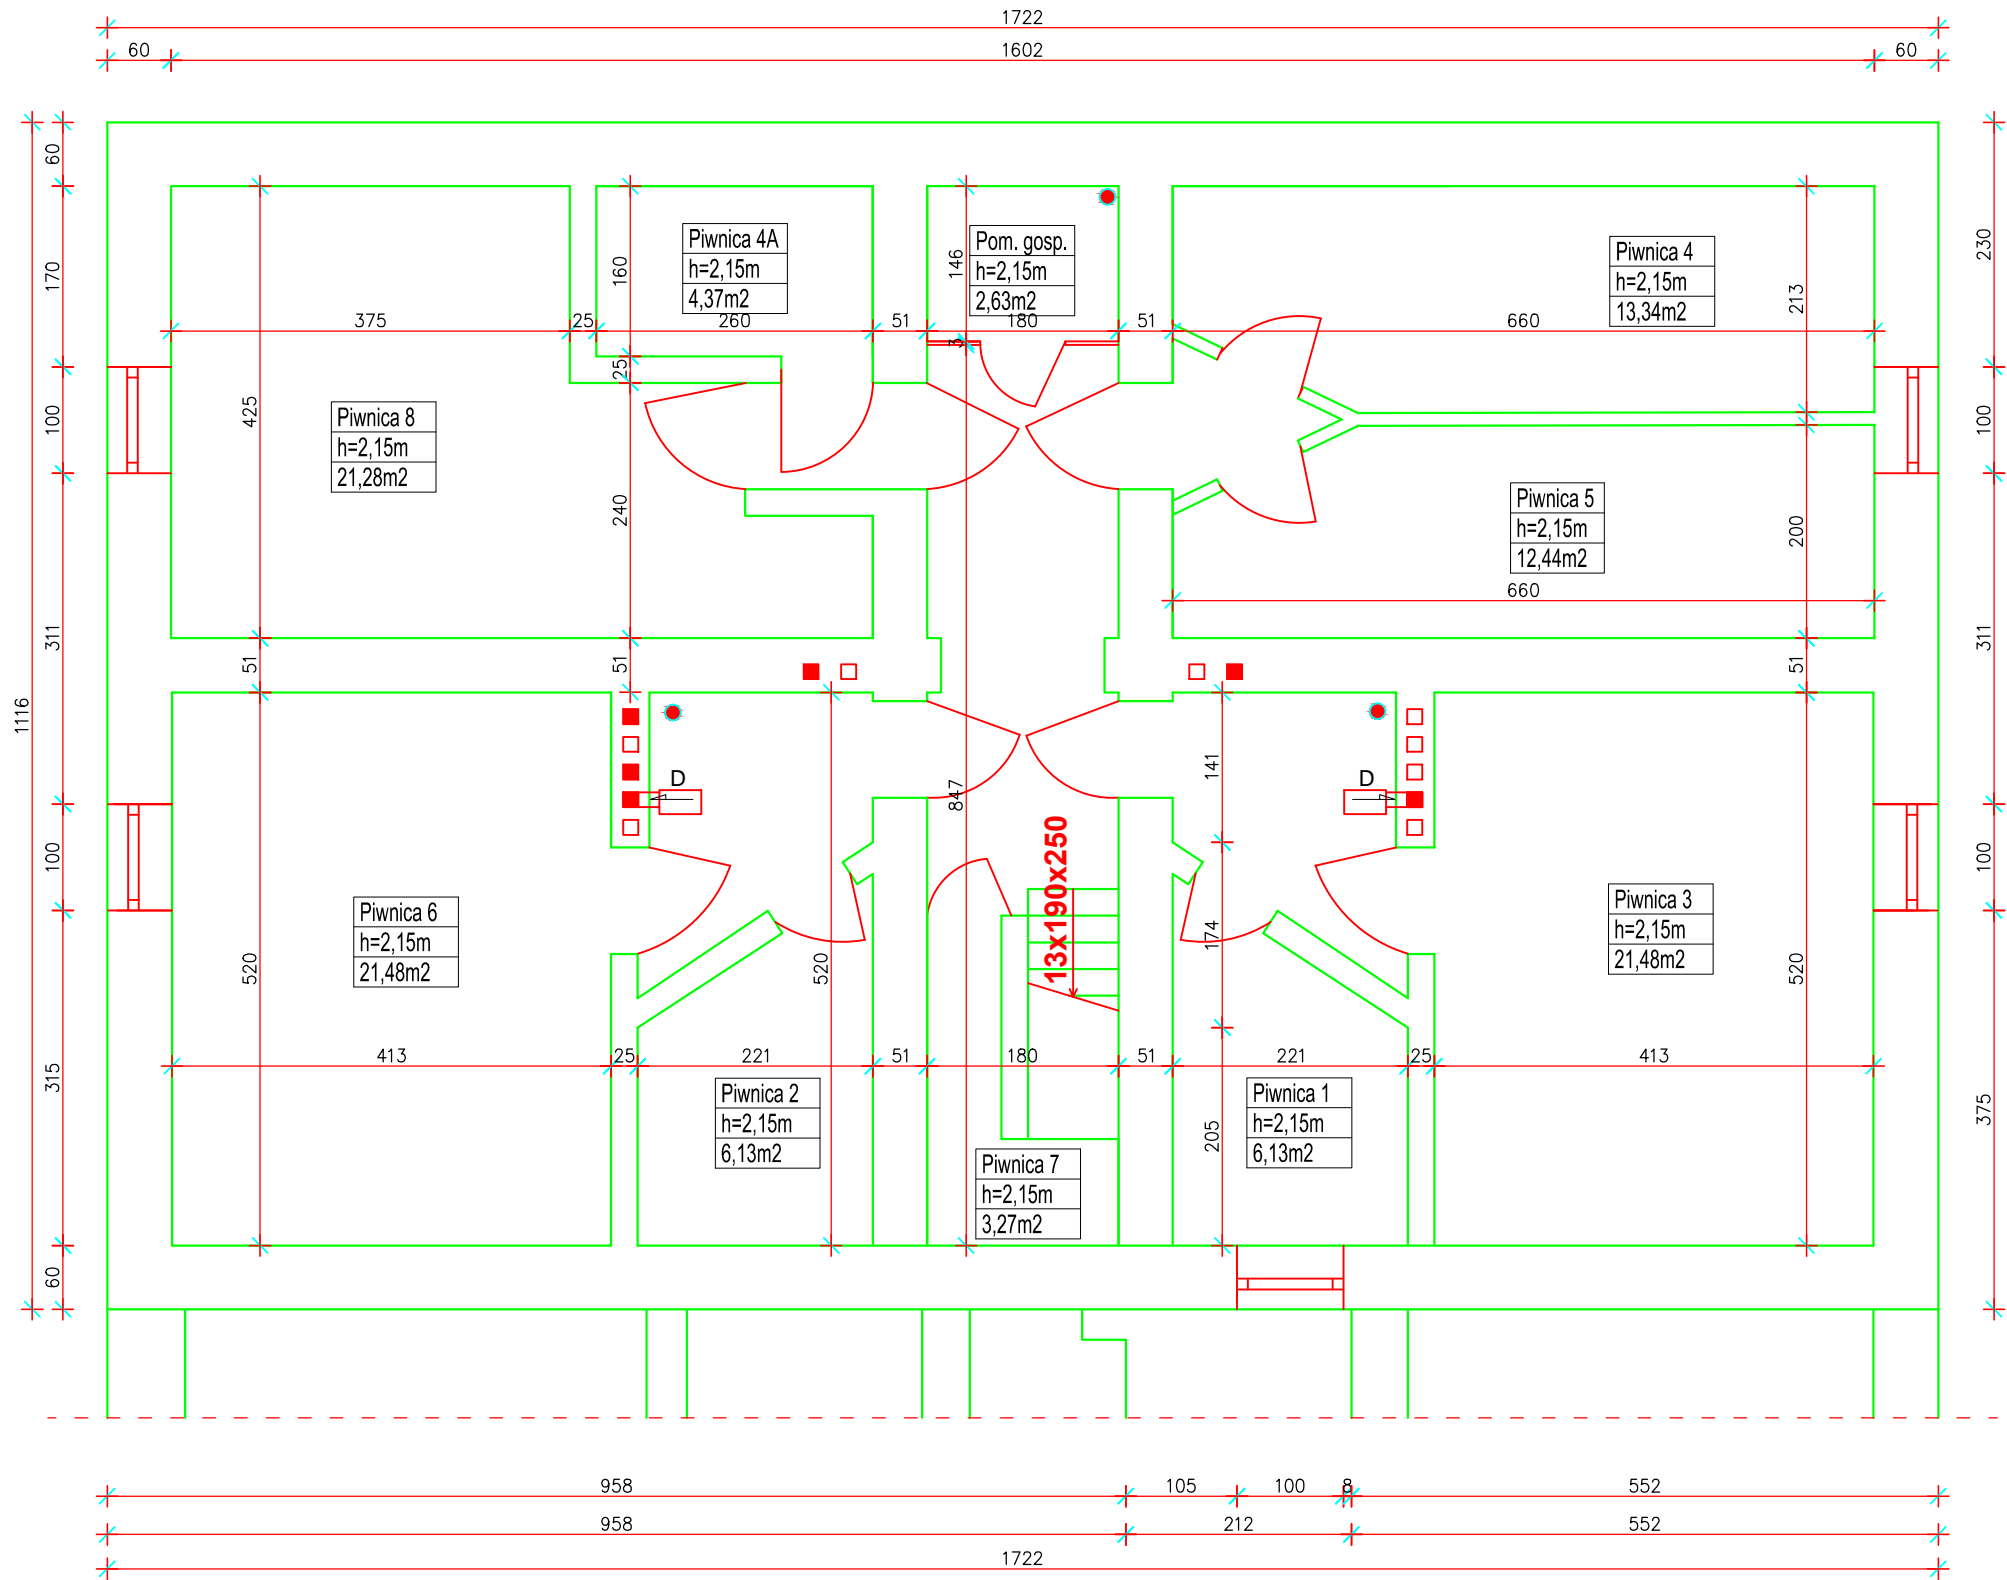 1722
60
1602
60
60
170
100
311
100
315
60
1116
230
100
311
100
375
Piwnica 4A
h=2,15m
4,37m2
Pom. gosp.
h=2,15m
2,63m2
Piwnica 4
h=2,15m
13,34m2
160
146
213
375
25
260
51
180
51
660
3
25
425
Piwnica 8
h=2,15m
21,28m2
240
Piwnica 5
h=2,15m
12,44m2
200
660
51
51
51
D
D
141
847
13x190x250
Piwnica 6
h=2,15m
21,48m2
Piwnica 3
h=2,15m
21,48m2
520
520
174
520
413
25
221
51
180
51
221
25
413
Piwnica 2
h=2,15m
6,13m2
Piwnica 1
h=2,15m
6,13m2
205
Piwnica 7
h=2,15m
3,27m2
958
105
100
8
552
958
212
552
1722